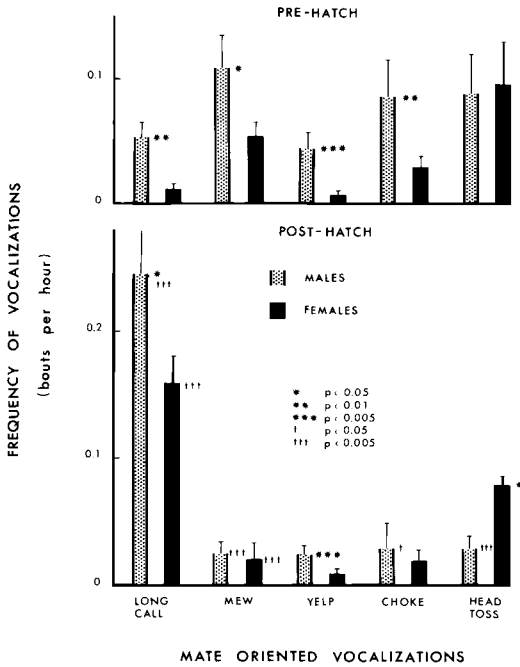 PRE-HATCH
0.1
*
**
***
**
0
FREQUENCY OF VOCALIZATIONS
(bouts per hour)
POST-HATCH
MALES
FEMALES
*
†††
†††
0.2
* p<0.05
** p<0.01
*** p<0.005
† p<0.05
††† p<0.005
0.1
*
†††
†††
***
†
†††
0
LONG CALL
MEW
YELP
CHOKE
HEAD TOSS
MATE ORIENTED VOCALIZATIONS